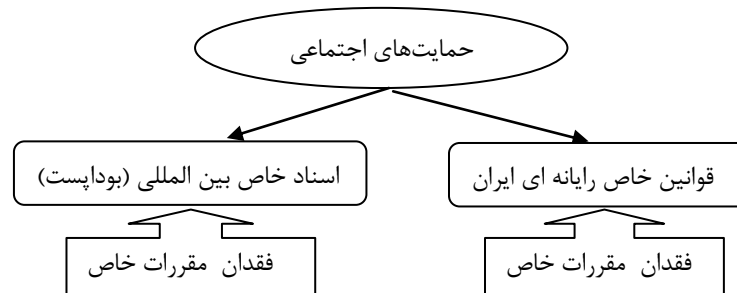 حمایت‌های اجتماعی
قوانین خاص رایانه ای ایران
اسناد خاص بین المللی (بوداپست)
فقدان مقررات خاص
فقدان مقررات خاص